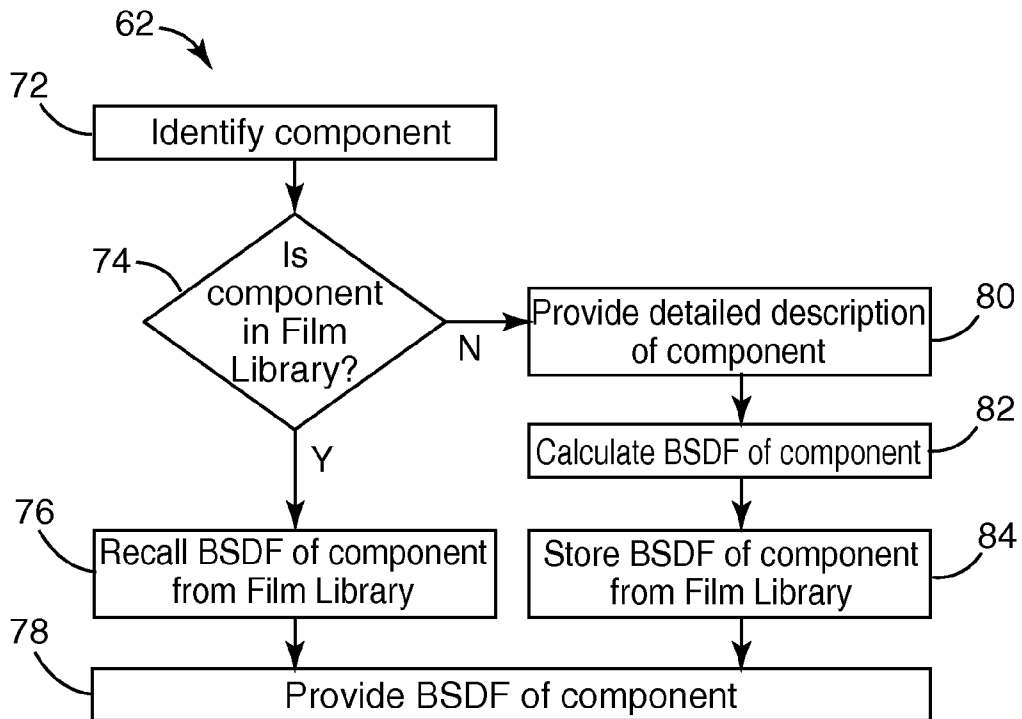 62
72
Identify component
74
Is
component
in Film
Library?
N
Y
Provide detailed description
of component
80
Calculate BSDF of component
82
76
Recall BSDF of component
from Film Library
Store BSDF of component
from Film Library
84
78
Provide BSDF of component